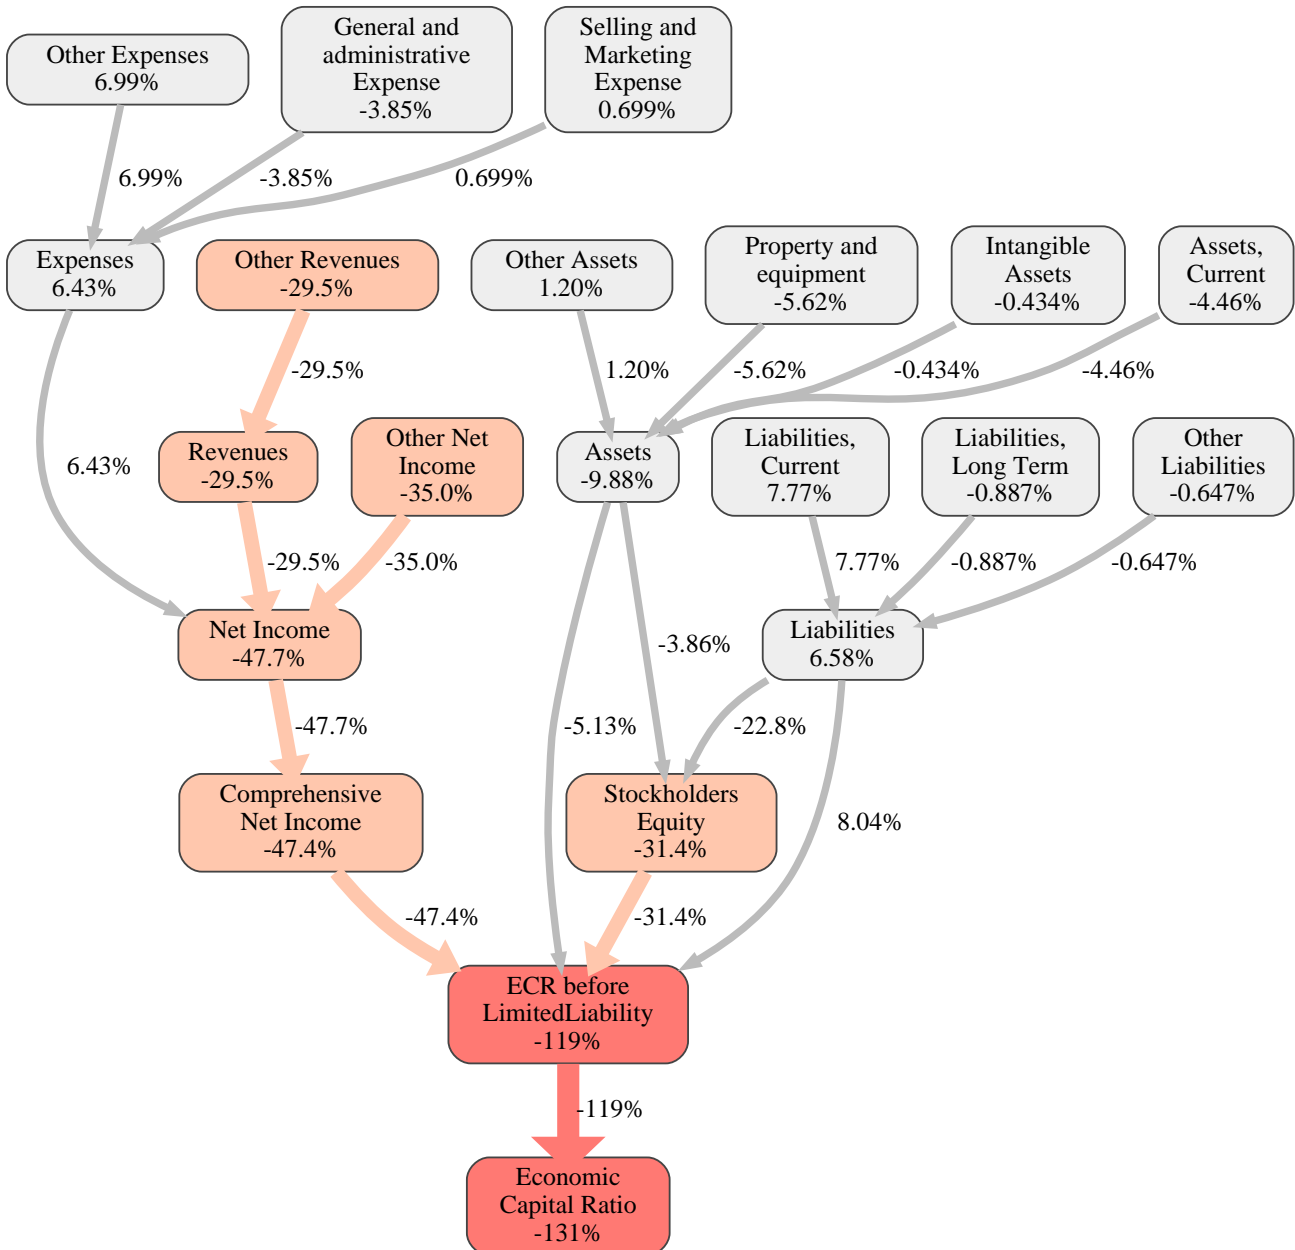 Other Expenses
6.99%
General and
administrative
Expense
-3.85%
Selling and
Marketing
Expense
0.699%
6.99%
-3.85%
0.699%
Expenses
6.43%
Other Revenues
-29.5%
Other Assets
1.20%
Property and
equipment
-5.62%
Intangible
Assets
-0.434%
Assets,
Current
-4.46%
-29.5%
1.20%
-5.62%
-0.434%
-4.46%
6.43%
Revenues
-29.5%
Other Net
Income
-35.0%
Assets
-9.88%
Liabilities,
Current
7.77%
Liabilities,
Long Term
-0.887%
Other
Liabilities
-0.647%
-29.5%
-35.0%
7.77%
-0.887%
-0.647%
Net Income
-47.7%
-3.86%
Liabilities
6.58%
-47.7%
-5.13%
-22.8%
Comprehensive
Net Income
-47.4%
Stockholders
Equity
-31.4%
8.04%
-47.4%
-31.4%
ECR before
LimitedLiability
-119%
-119%
Economic
Capital Ratio
-131%